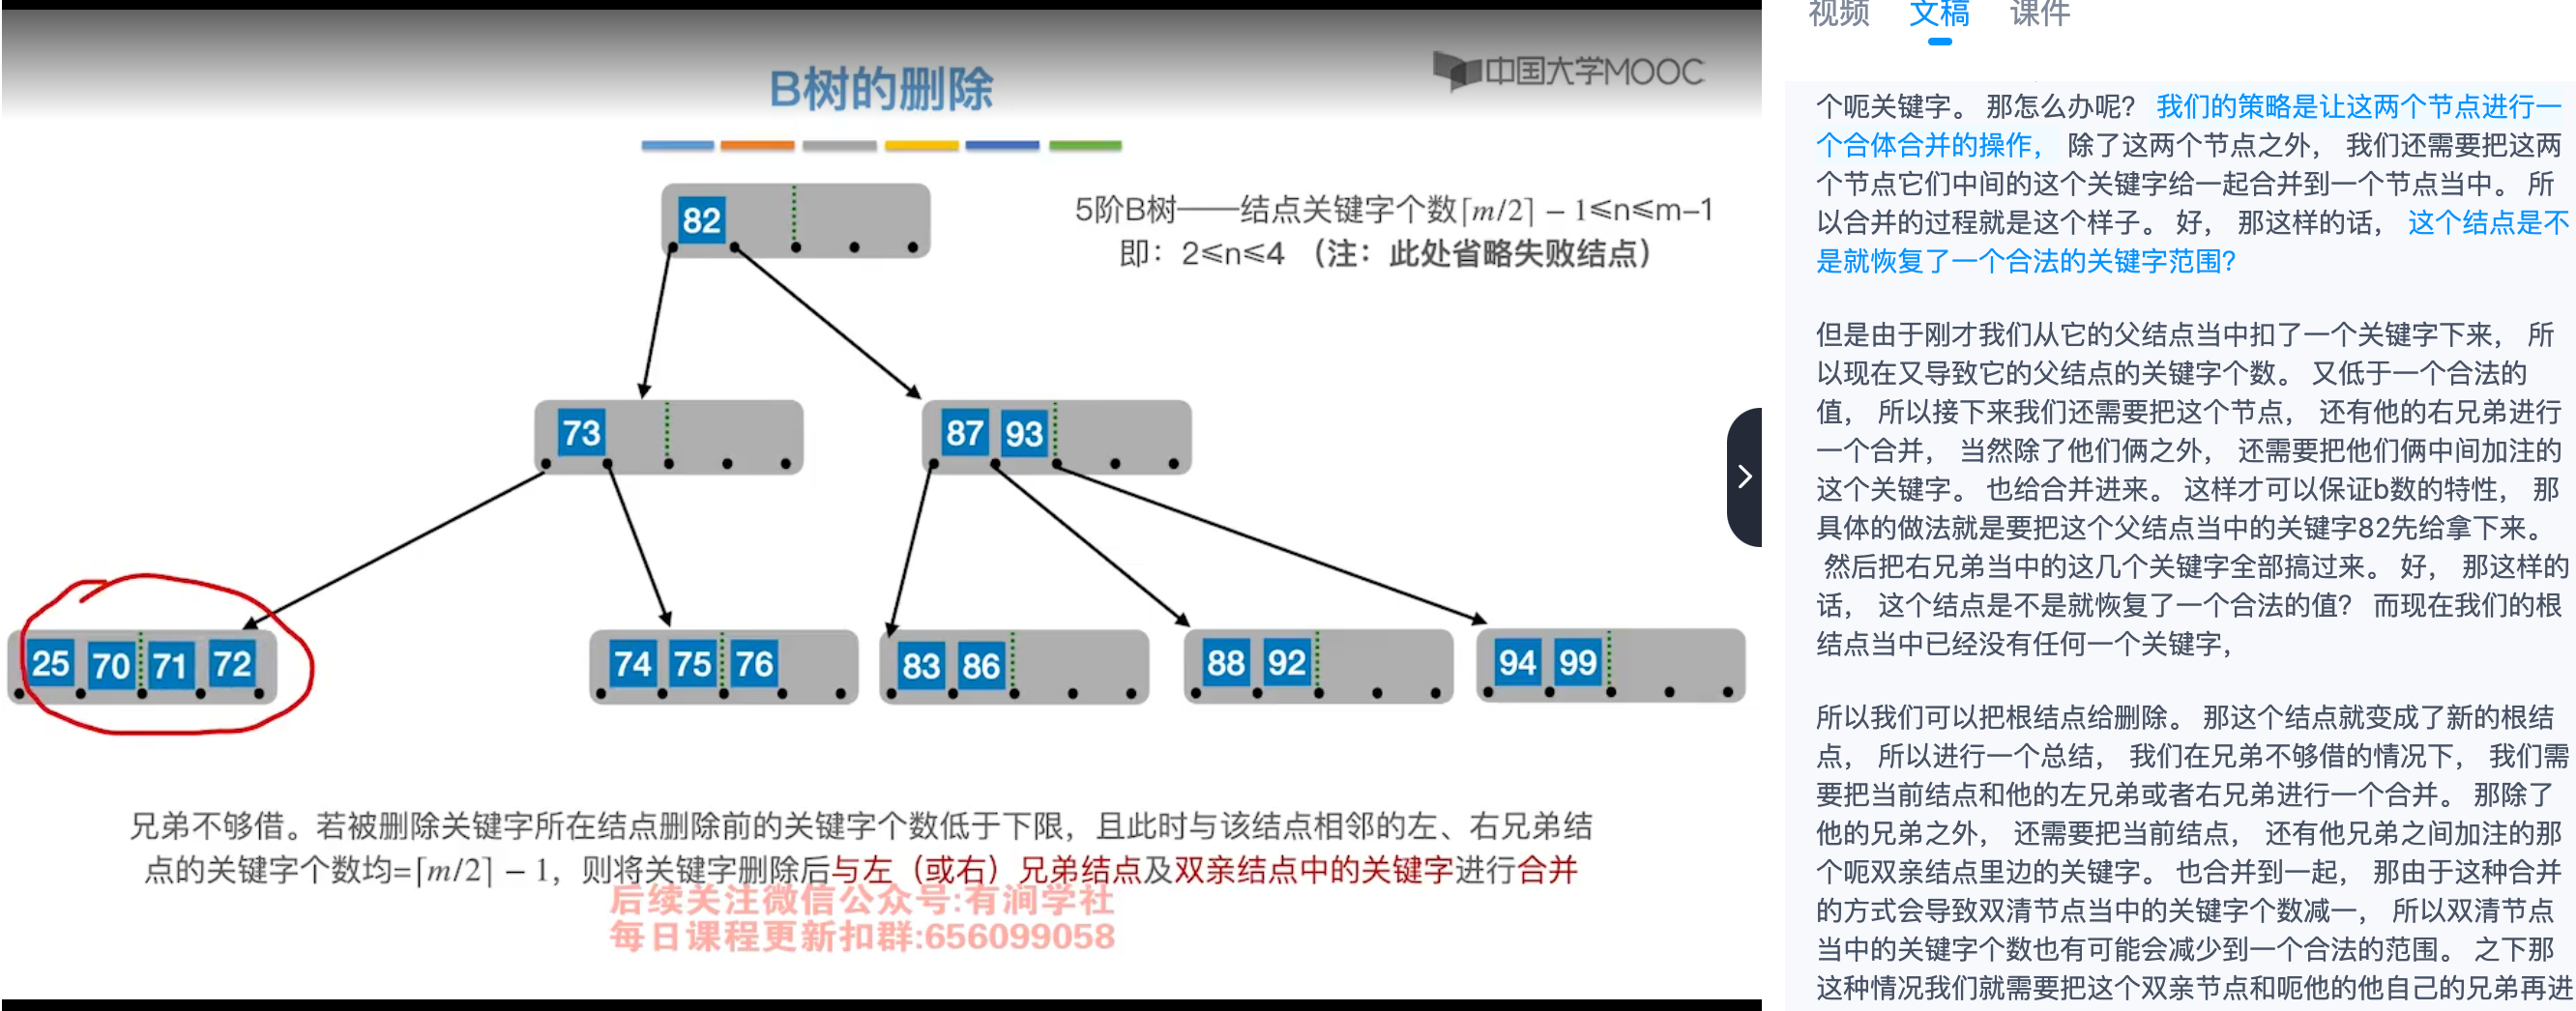 B树的删除
中国大学MOOC
5阶B树——结点关键字个数⌈m/2⌉ − 1≤n≤m–1
即：2≤n≤4 （注：此处省略失败结点）
82
73
87 93
25 70 71 72
74 75 76
83 86
88 92
94 99
兄弟不够借。若被删除关键字所在结点删除前的关键字个数低于下限，且此时与该结点相邻的左、右兄弟结
点的关键字个数均=⌈m/2⌉ − 1，则将关键字删除后与左（或右）兄弟结点及双亲结点中的关键字进行合并
后续关注微信公众号:有涧学社
每日课程更新扣群:656099058
视频 文稿 课件
个呃关键字。 那怎么办呢? 我们的策略是让这两个节点进行一
个合体合并的操作， 除了这两个节点之外， 我们还需要把这两
个节点它们中间的这个关键字给一起合并到一个节点当中。 所
以合并的过程就是这个样子。 好， 那这样的话， 这个结点是不
是就恢复了一个合法的关键字范围?
但是由于刚才我们从它的父结点当中扣了一个关键字下来， 所
以现在又导致它的父结点的关键字个数。 又低于一个合法的
值， 所以接下来我们还需要把这个节点， 还有他的右兄弟进行
一个合并， 当然除了他们俩之外， 还需要把他们俩中间加注的
这个关键字。 也给合并进来。 这样才可以保证b数的特性， 那
具体的做法就是要把这个父结点当中的关键字82先给拿下来。
然后把右兄弟当中的这几个关键字全部搞过来。 好， 那这样的
话， 这个结点是不是就恢复了一个合法的值? 而现在我们的根
结点当中已经没有任何一个关键字，
所以我们可以把根结点给删除。 那这个结点就变成了新的根结
点， 所以进行一个总结， 我们在兄弟不够借的情况下， 我们需
要把当前结点和他的左兄弟或者右兄弟进行一个合并。 那除了
他的兄弟之外， 还需要把当前结点， 还有他兄弟之间加注的那
个呃双亲结点里边的关键字。 也合并到一起， 那由于这种合并
的方式会导致双清节点当中的关键字个数减一， 所以双清节点
当中的关键字个数也有可能会减少到一个合法的范围。 之下那
这种情况我们就需要把这个双亲节点和呃他的他自己的兄弟再进